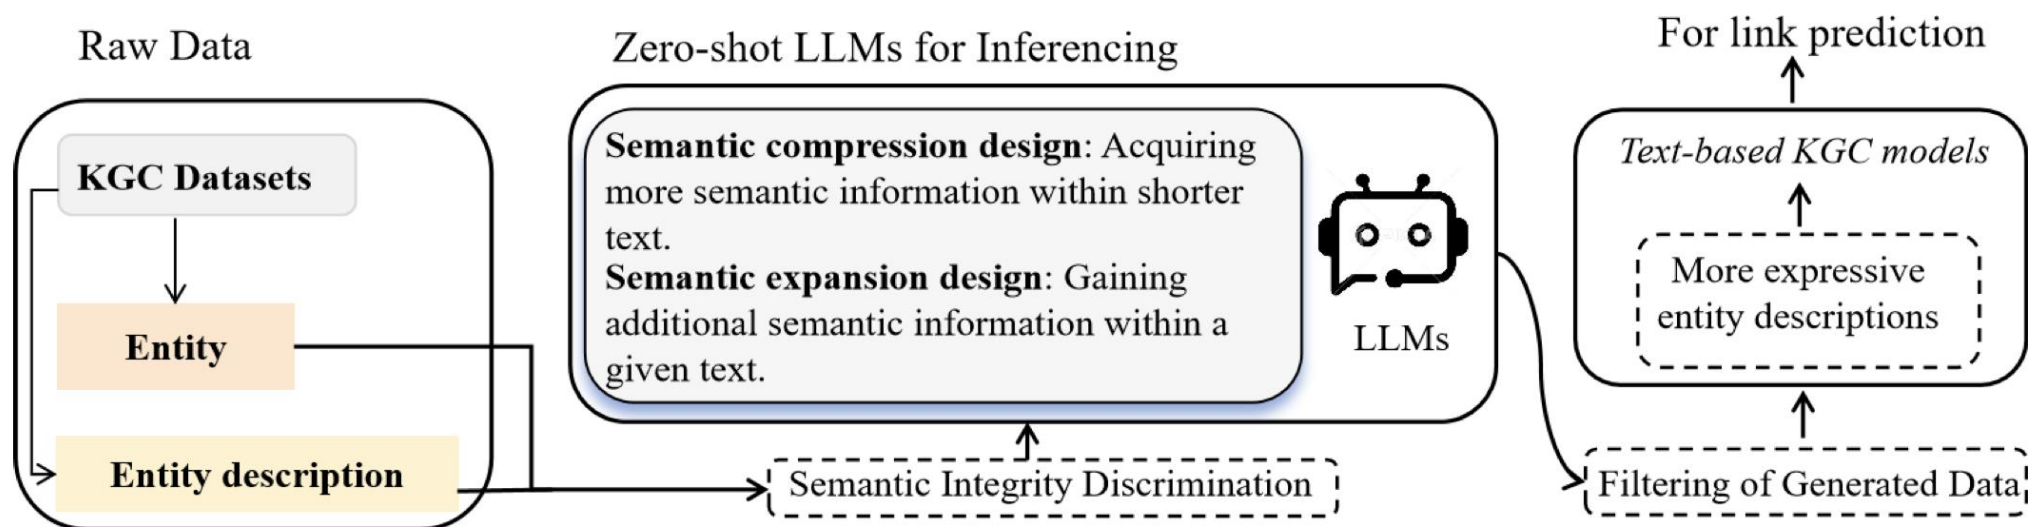 Raw Data
KGC Datasets
Entity
Entity description
Zero-shot LLMs for Inferencing
Semantic compression design: Acquiring
more semantic information within shorter
text.
Semantic expansion design: Gaining
additional semantic information within a
given text.
LLMs
Semantic Integrity Discrimination
For link prediction
Text-based KGC models
More expressive
entity descriptions
Filtering of Generated Data